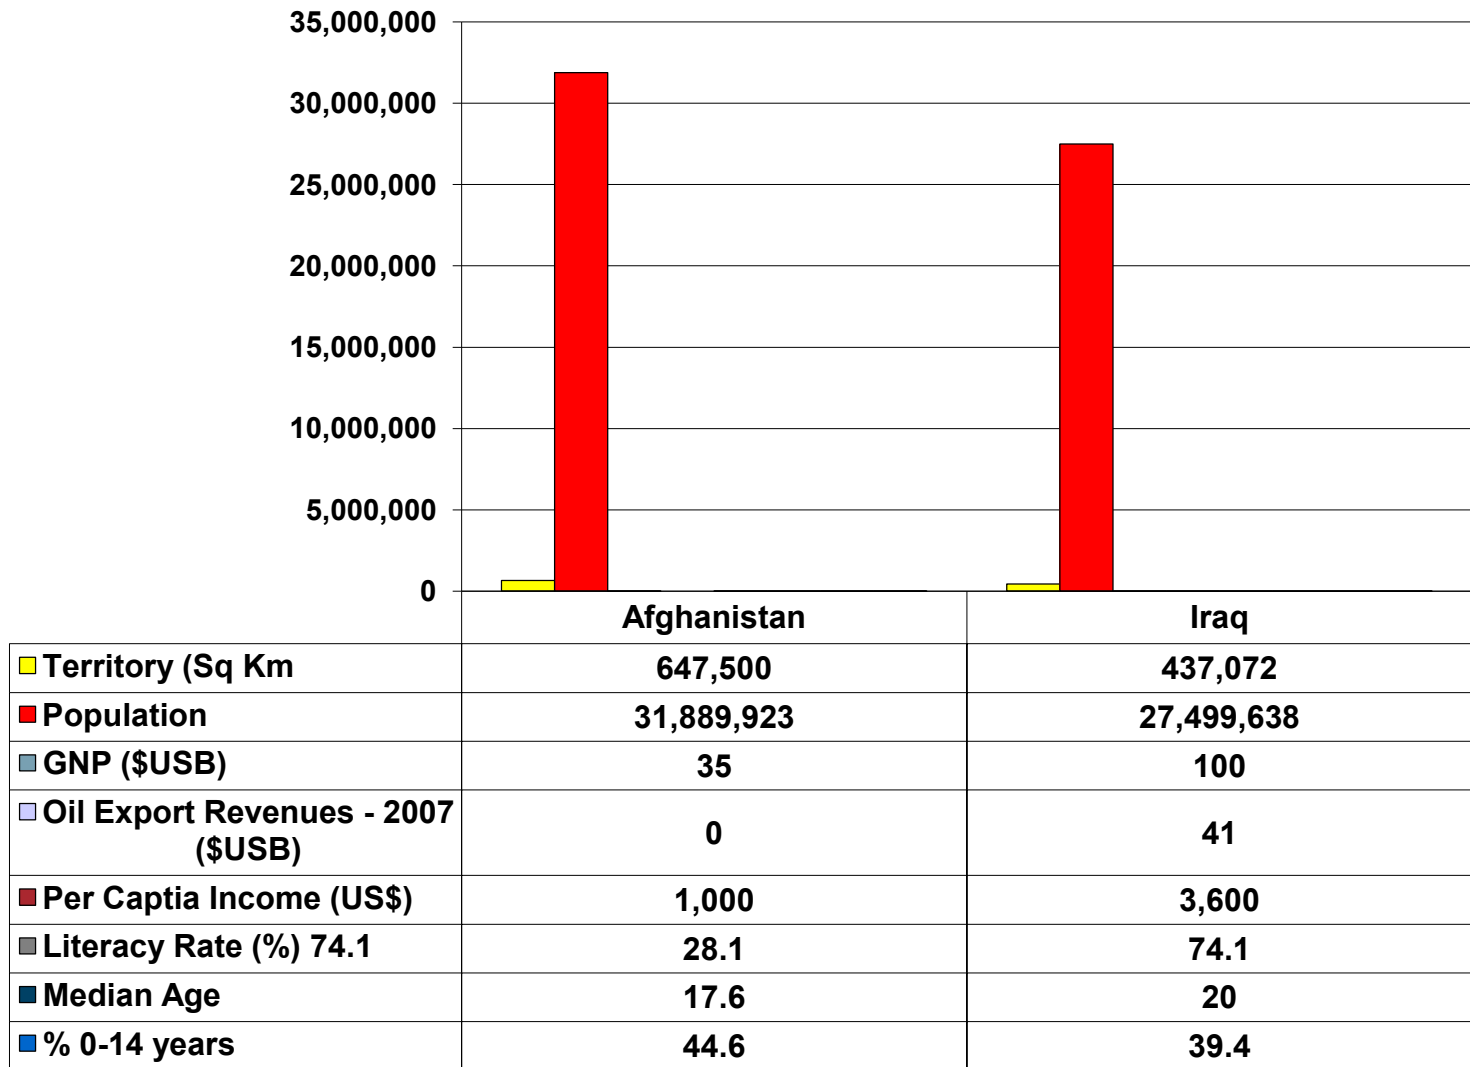 35,000,000
30,000,000
25,000,000
20,000,000
15,000,000
10,000,000
5,000,000
0
Afghanistan Iraq
Territory (Sq Km 647,500 437,072
Population 31,889,923 27,499,638
GNP ($USB) 35 100
Oil Export Revenues - 2007
($USB) 0 41
Per Captia Income (US$) 1,000 3,600
Literacy Rate (%) 74.1 28.1 74.1
Median Age 17.6 20
% 0-14 years 44.6 39.4